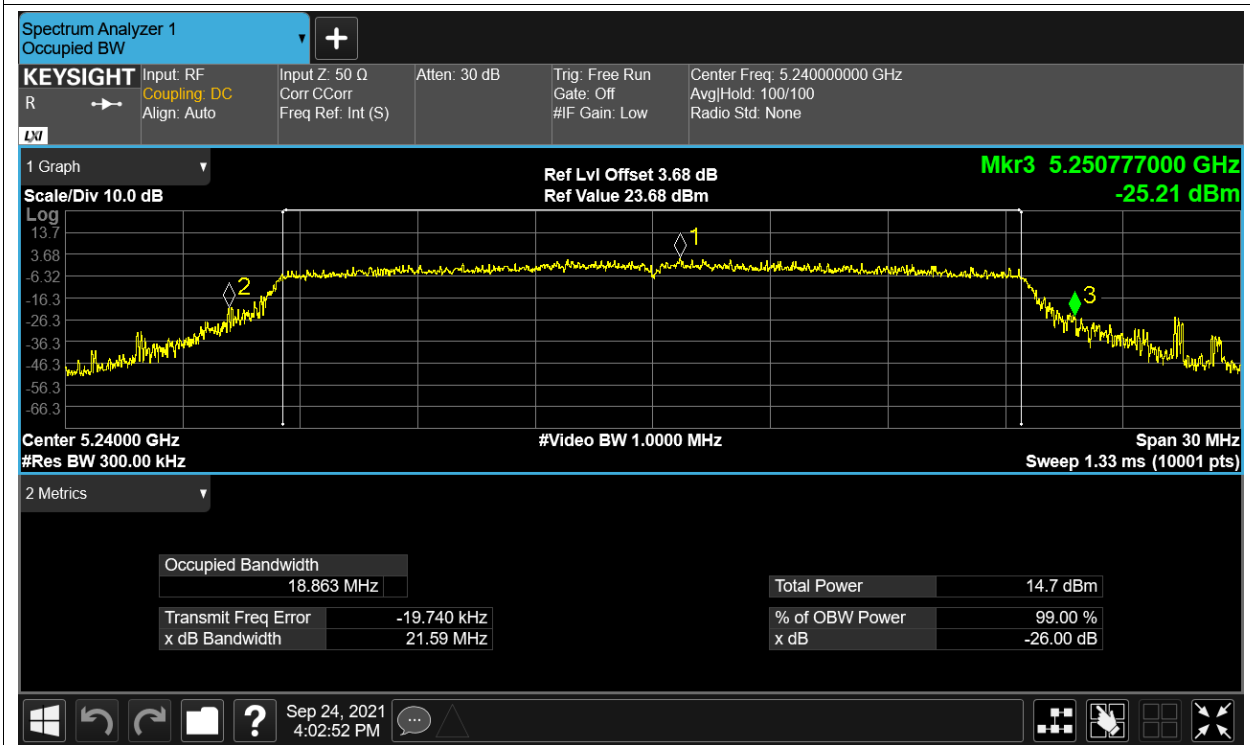 Spectrum Analyzer 1
Occupied BW
KEYSIGHT
R
LXI
Input: RF
Coupling: DC
Align: Auto
Input Z: 50 Ω
Corr CCorr
Freq Ref: Int (S)
Atten: 30 dB
Trig: Free Run
Gate: Off
#IF Gain: Low
Center Freq: 5.240000000 GHz
Avg|Hold: 100/100
Radio Std: None
1 Graph
Scale/Div 10.0 dB
Ref Lvl Offset 3.68 dB
Ref Value 23.68 dBm
Mkr3 5.250777000 GHz
-25.21 dBm
Log
13.7
3.68
-6.32
-16.3
-26.3
-36.3
-46.3
-56.3
-66.3
1
2
3
Center 5.24000 GHz
#Res BW 300.00 kHz
#Video BW 1.0000 MHz
Span 30 MHz
Sweep 1.33 ms (10001 pts)
2 Metrics
Occupied Bandwidth
18.863 MHz
Transmit Freq Error -19.740 kHz
x dB Bandwidth 21.59 MHz
Total Power 14.7 dBm
% of OBW Power 99.00 %
x dB -26.00 dB
?
Sep 24, 2021
4:02:52 PM